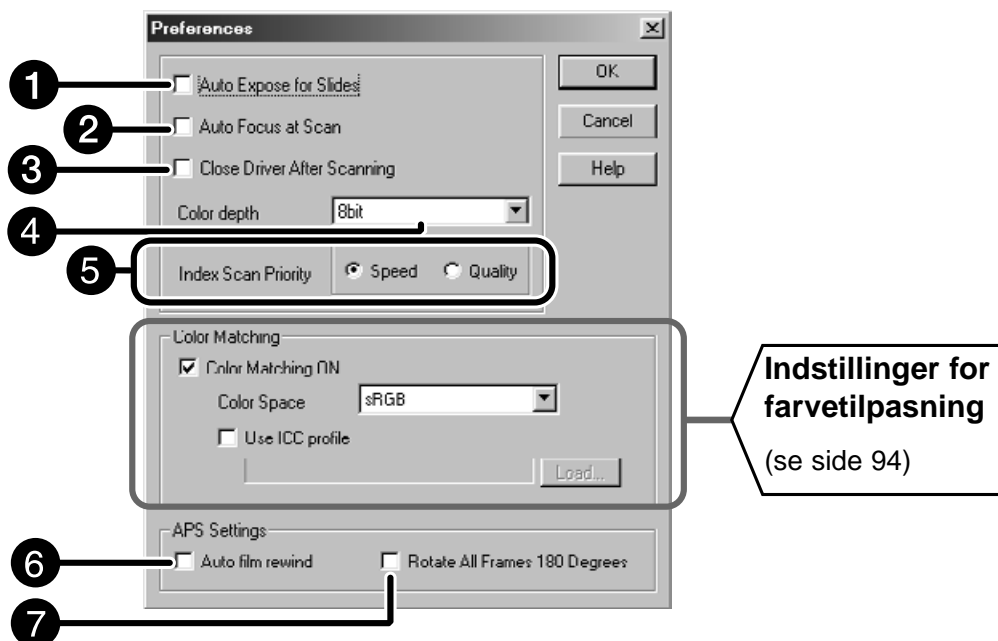 Preferences
1 Auto Expose for Slides OK
2 Auto Focus at Scan Cancel
3 Close Driver After Scanning Help
Color depth 8bit
4
5 Index Scan Priority Speed Quality
Color Matching
Color Matching ON
Color Space sRGB
Use ICC profile
Load...
Indstillinger for
farvetilpasning
(se side 94)
APS Settings
6 Auto film rewind Rotate All Frames 180 Degrees
7